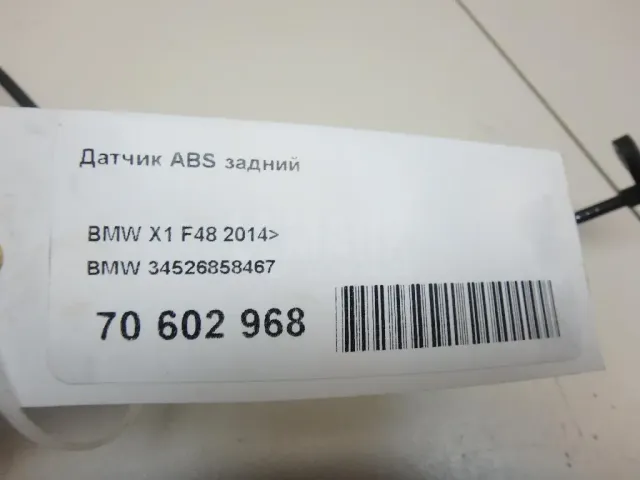 Датчик ABS задний
BMW X1 F48 2014>
BMW 34526858467
70 602 968